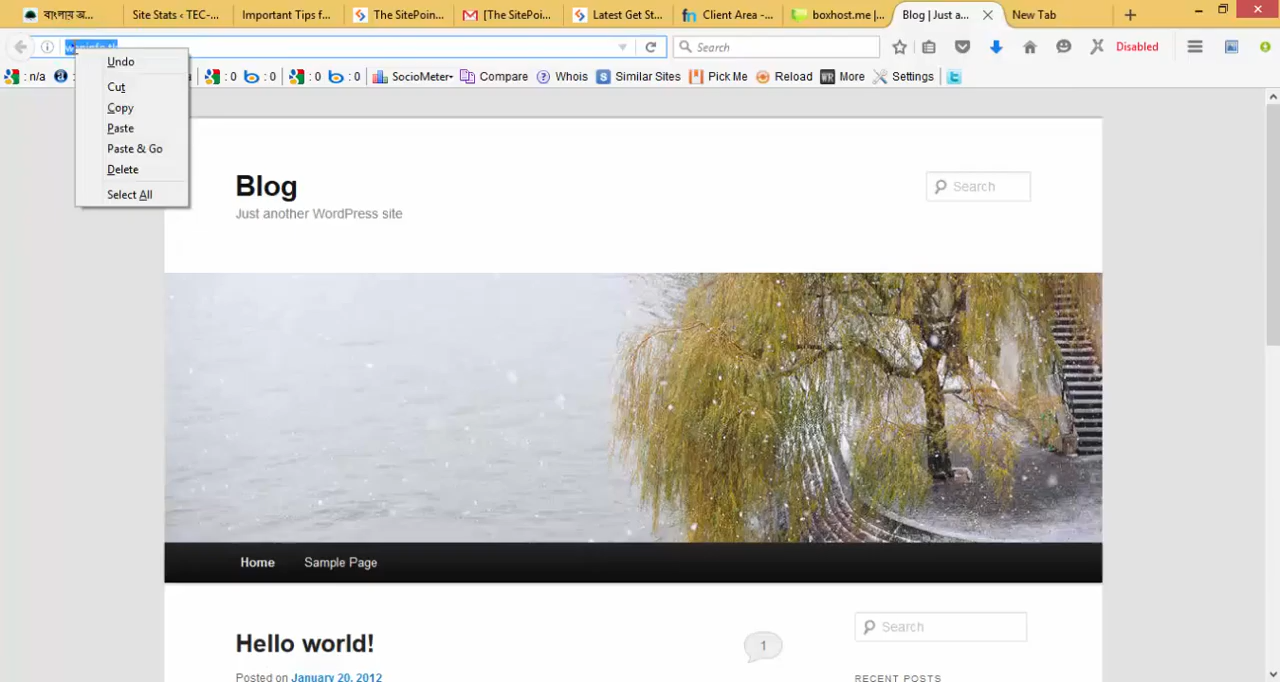 বাংলায় অ...
Site Stats ‹ TEC-...
Important Tips f...
The SitePoin...
[The SitePoi...
Latest Get St...
Client Area -...
boxhost.me |...
Blog | Just a...
New Tab
Search
Disabled
: n/a
: 0
: 0
: 0
: 0
SocioMeter
Compare
Whois
Similar Sites
Pick Me
Reload
More
Settings
Undo
Cut
Copy
Paste
Paste & Go
Delete
Select All
Blog
Search
Just another WordPress site
Home
Sample Page
Hello world!
1
Search
Posted on January 20, 2012
RECENT POSTS